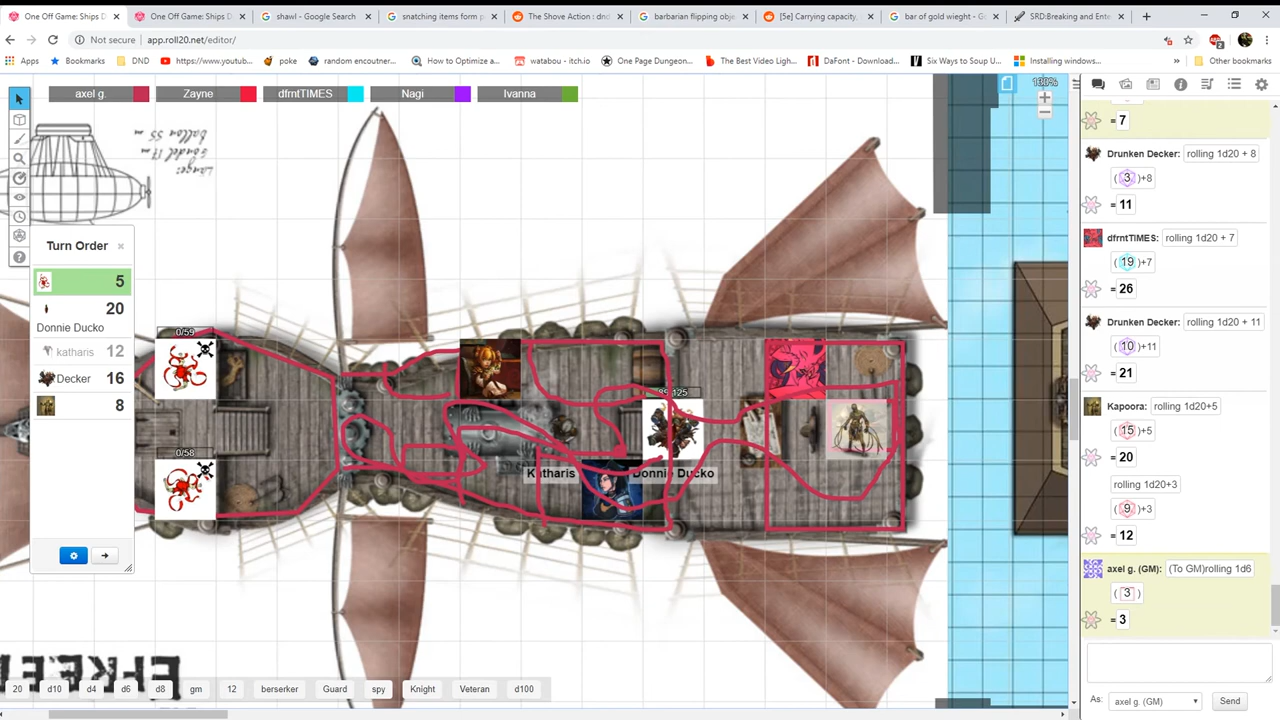 One Off Game: Ships D
One Off Game: Ships D
shawl - Google Search
snatching items form p
The Shove Action : dnd
barbarian flipping obje
[5e] Carrying capacity,
bar of gold wieght - G
SRD:Breaking and Ente
Not secure | app.roll20.net/editor/
Apps
Bookmarks
DND
https://www.youtub...
poke
random encoutner...
How to Optimize a...
watabou - itch.io
One Page Dungeon...
The Best Video Ligh...
DaFont - Download...
Six Ways to Soup U...
Installing windows...
»
Other bookmarks
axel g.
Zayne
dfrntTIMES
Nagi
Ivanna
100%
ballon 55 m
Gondel 17 m
Lange:
Turn Order
5
20
Donnie Ducko
katharis 12
Decker 16
8
0/59
0/58
Katharis
Donnie Ducko
= 7
Drunken Decker: rolling 1d20 + 8
(3)+8
= 11
dfrntTIMES: rolling 1d20 + 7
(19)+7
= 26
Drunken Decker: rolling 1d20 + 11
(10)+11
= 21
Kapoora: rolling 1d20+5
(15)+5
= 20
rolling 1d20+3
(9)+3
= 12
axel g. (GM): (To GM)rolling 1d6
(3)
= 3
20
d10
d4
d6
d8
gm
12
berserker
Guard
spy
Knight
Veteran
d100
As:
axel g. (GM)
Send